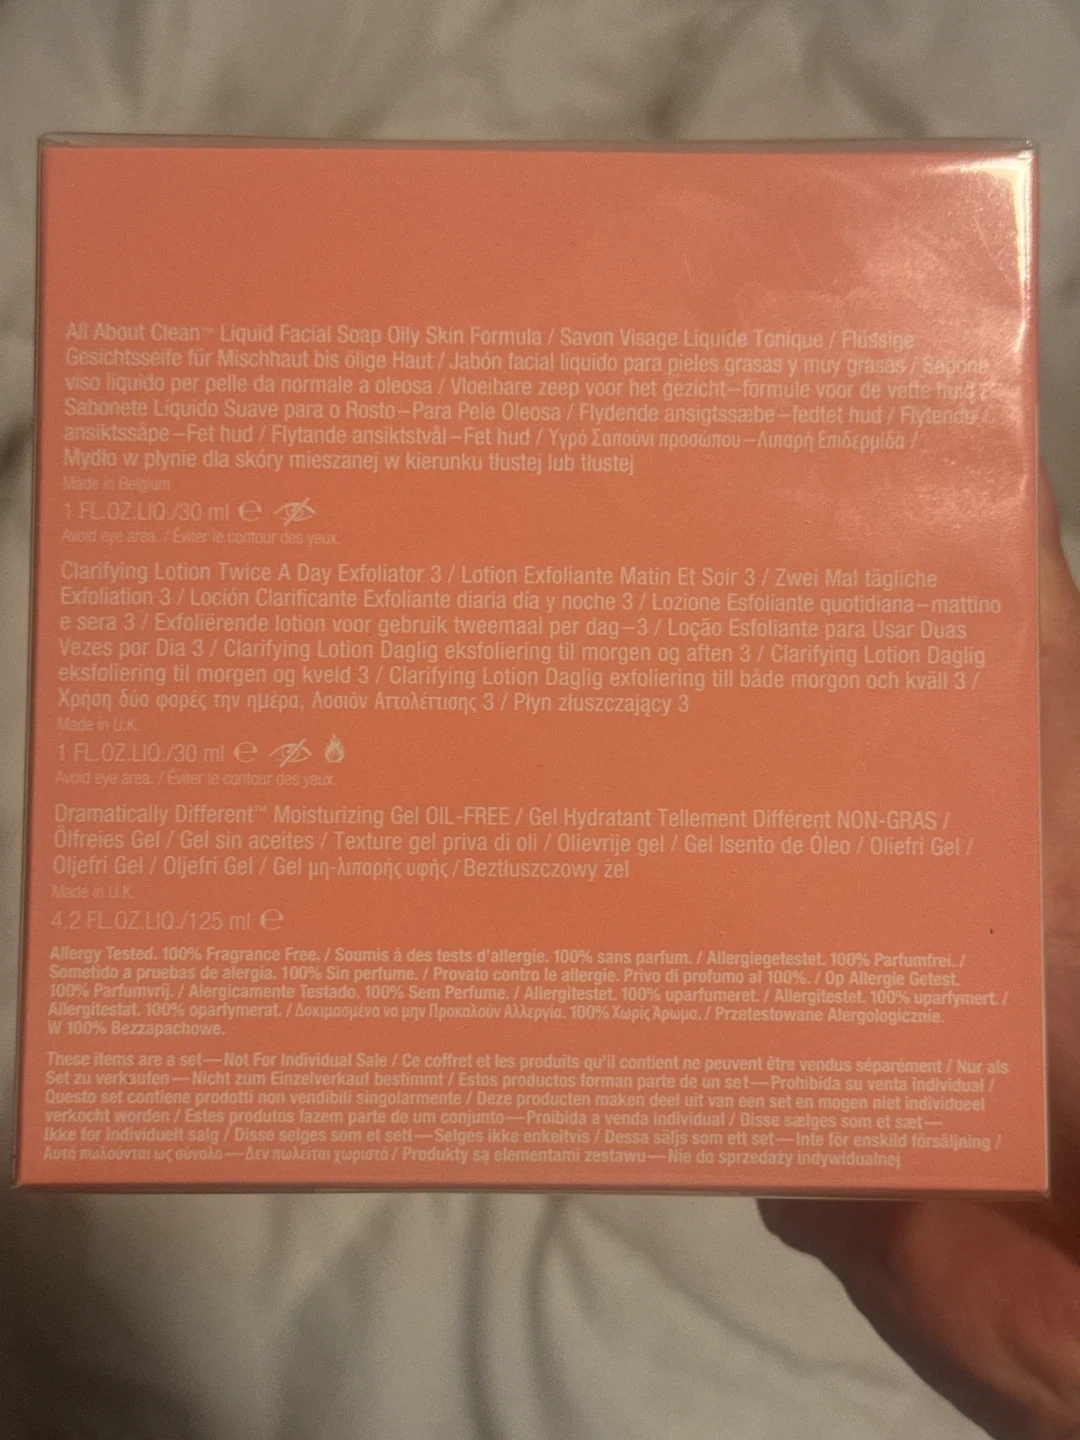 All About Clean™ Liquid Facial Soap Oily Skin Formula / Savon Visage Liquide Tonique / Flüssige
Gesichtsseife für Mischhaut bis ölige Haut / Jabón facial líquido para pieles grasas y muy grasas / Sapone
viso liquido per pelle da normale a oleosa / Vloeibare zeep voor het gezicht–formule voor de vette huid /
Sabonete Líquido Suave para o Rosto–Para Pele Oleosa / Flydende ansigtssæbe–fedtet hud / Flytende
ansiktssåpe–Fet hud / Flytande ansiktstvål–Fet hud / Υγρό Σαπούνι προσώπου–Λιπαρή Επιδερμίδα /
Mydło w płynie dla skóry mieszanej w kierunku tłustej lub tłustej
Made in Belgium
1 FL.OZ.LIQ./30 ml ℮
Avoid eye area. / Éviter le contour des yeux.
Clarifying Lotion Twice A Day Exfoliator 3 / Lotion Exfoliante Matin Et Soir 3 / Zwei Mal tägliche
Exfoliation 3 / Loción Clarificante Exfoliante diaria día y noche 3 / Lozione Esfoliante quotidiana–mattino
e sera 3 / Exfoliërende lotion voor gebruik tweemaal per dag–3 / Loção Esfoliante para Usar Duas
Vezes por Dia 3 / Clarifying Lotion Daglig eksfoliering til morgen og aften 3 / Clarifying Lotion Daglig
eksfoliering til morgen og kveld 3 / Clarifying Lotion Daglig exfoliering till både morgon och kväll 3 /
Χρήση δύο φορές την ημέρα, Λοσιόν Απολέπισης 3 / Płyn złuszczający 3
Made in U.K.
1 FL.OZ.LIQ./30 ml ℮
Avoid eye area. / Éviter le contour des yeux.
Dramatically Different™ Moisturizing Gel OIL-FREE / Gel Hydratant Tellement Différent NON-GRAS /
Ölfreies Gel / Gel sin aceites / Texture gel priva di oli / Olievrije gel / Gel Isento de Óleo / Oliefri Gel /
Oljefri Gel / Oljefri Gel / Gel μη-λιπαρής υφής / Beztłuszczowy żel
Made in U.K.
4.2 FL.OZ.LIQ./125 ml ℮
Allergy Tested. 100% Fragrance Free. / Soumis à des tests d'allergie. 100% sans parfum. / Allergiegetestet. 100% Parfumfrei. /
Sometido a pruebas de alergia. 100% Sin perfume. / Provato contro le allergie. Privo di profumo al 100%. / Op Allergie Getest.
100% Parfumvrij. / Alergicamente Testado. 100% Sem Perfume. / Allergitestet. 100% uparfumeret. / Allergitestet. 100% uparfymert. /
Allergitestat. 100% oparfymerat. / Δοκιμασμένα να μην Προκαλούν Αλλεργία. 100% Χωρίς Άρωμα. / Przetestowane Alergologicznie.
W 100% Bezzapachowe.
These items are a set—Not For Individual Sale / Ce coffret et les produits qu'il contient ne peuvent être vendus séparément / Nur als
Set zu verkaufen—Nicht zum Einzelverkauf bestimmt / Estos productos forman parte de un set—Prohibida su venta individual /
Questo set contiene prodotti non vendibili singolarmente / Deze producten maken deel uit van een set en mogen niet individueel
verkocht worden / Estes produtos fazem parte de um conjunto—Proibida a venda individual / Disse sælges som et sæt—
Ikke for individuelt salg / Disse selges som et sett—Selges ikke enkeltvis / Dessa säljs som ett set—Inte för enskild försäljning /
Αυτά πωλούνται ως σύνολο—Δεν πωλείται χωριστά / Produkty są elementami zestawu—Nie do sprzedaży indywidualnej